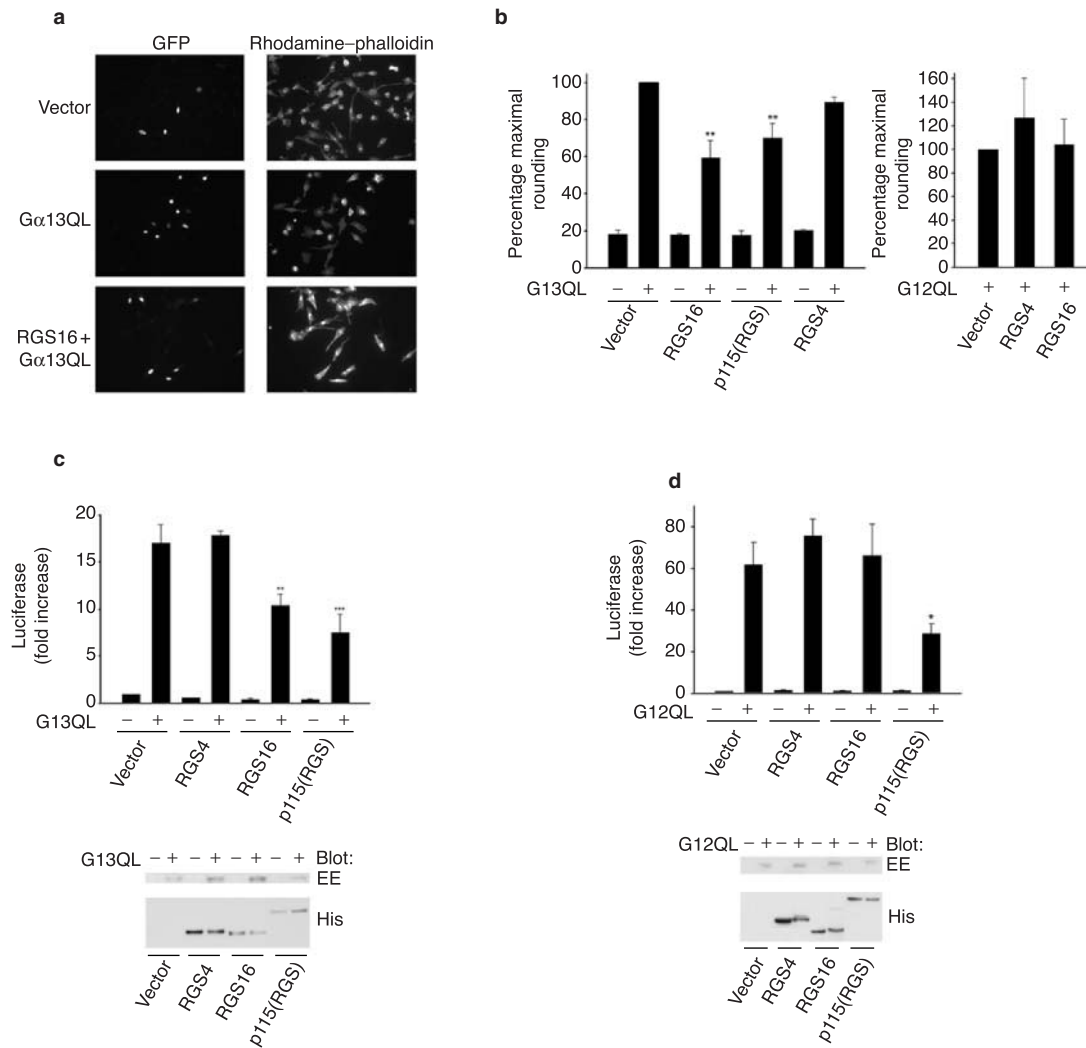 a
GFP
Rhodamine–phalloidin
Vector
Gα13QL
RGS16 +
Gα13QL
b
Percentage maximal
rounding
100
80
60
40
20
0
** **
G13QL – + – + – + – +
Vector
RGS16
p115(RGS)
RGS4
Percentage maximal
rounding
160
140
120
100
80
60
40
20
0
G12QL + + +
Vector
RGS4
RGS16
c
Luciferase
(fold increase)
20
15
10
5
0
** ***
G13QL – + – + – + – +
Vector
RGS4
RGS16
p115(RGS)
G13QL – + – + – + – + Blot:
EE
His
Vector
RGS4
RGS16
p115(RGS)
d
Luciferase
(fold increase)
80
60
40
20
0
*
G12QL – + – + – + – +
Vector
RGS4
RGS16
p115(RGS)
G12QL – + – + – + – + Blot:
EE
His
Vector
RGS4
RGS16
p115(RGS)